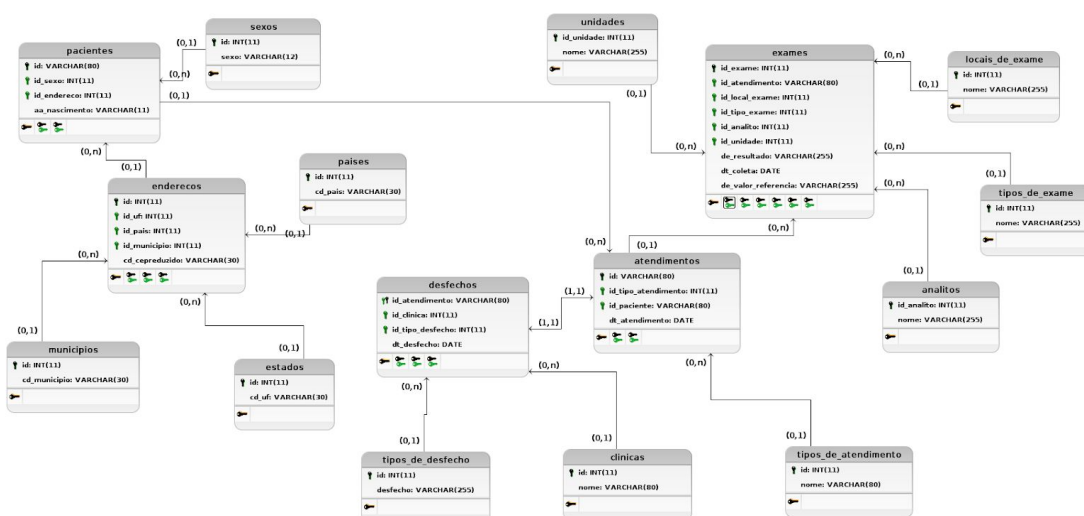 sexos
id: INT(11)
sexo: VARCHAR(12)
pacientes
id: VARCHAR(80)
id_sexo: INT(11)
id_endereco: INT(11)
aa_nascimento: VARCHAR(11)
(0,1)
(0,n)
(0,1)
unidades
id_unidade: INT(11)
nome: VARCHAR(255)
(0,1)
(0,n)
exames
id_exame: INT(11)
id_atendimento: VARCHAR(80)
id_local_exame: INT(11)
id_tipo_exame: INT(11)
id_analito: INT(11)
id_unidade: INT(11)
de_resultado: VARCHAR(255)
dt_coleta: DATE
de_valor_referencia: VARCHAR(255)
(0,n)
(0,1)
locais_de_exame
id: INT(11)
nome: VARCHAR(255)
(0,n)
(0,1)
tipos_de_exame
id: INT(11)
nome: VARCHAR(255)
(0,n)
(0,1)
analitos
id_analito: INT(11)
nome: VARCHAR(255)
(0,n)
(0,1)
enderecos
id: INT(11)
id_uf: INT(11)
id_pais: INT(11)
id_municipio: INT(11)
cd_cepreduzido: VARCHAR(30)
paises
id: INT(11)
cd_pais: VARCHAR(30)
(0,n)
(0,1)
(0,n)
(0,1)
municipios
id: INT(11)
cd_municipio: VARCHAR(30)
(0,n)
(0,1)
estados
id: INT(11)
cd_uf: VARCHAR(30)
(0,n)
(0,n)
(0,1)
atendimentos
id: VARCHAR(80)
id_tipo_atendimento: INT(11)
id_paciente: VARCHAR(80)
dt_atendimento: DATE
desfechos
id_atendimento: VARCHAR(80)
id_clinica: INT(11)
id_tipo_desfecho: INT(11)
dt_desfecho: DATE
(1,1)
(1,1)
(0,n)
(0,1)
tipos_de_desfecho
id: INT(11)
desfecho: VARCHAR(255)
(0,n)
(0,1)
clinicas
id: INT(11)
nome: VARCHAR(80)
(0,n)
(0,1)
tipos_de_atendimento
id: INT(11)
nome: VARCHAR(80)